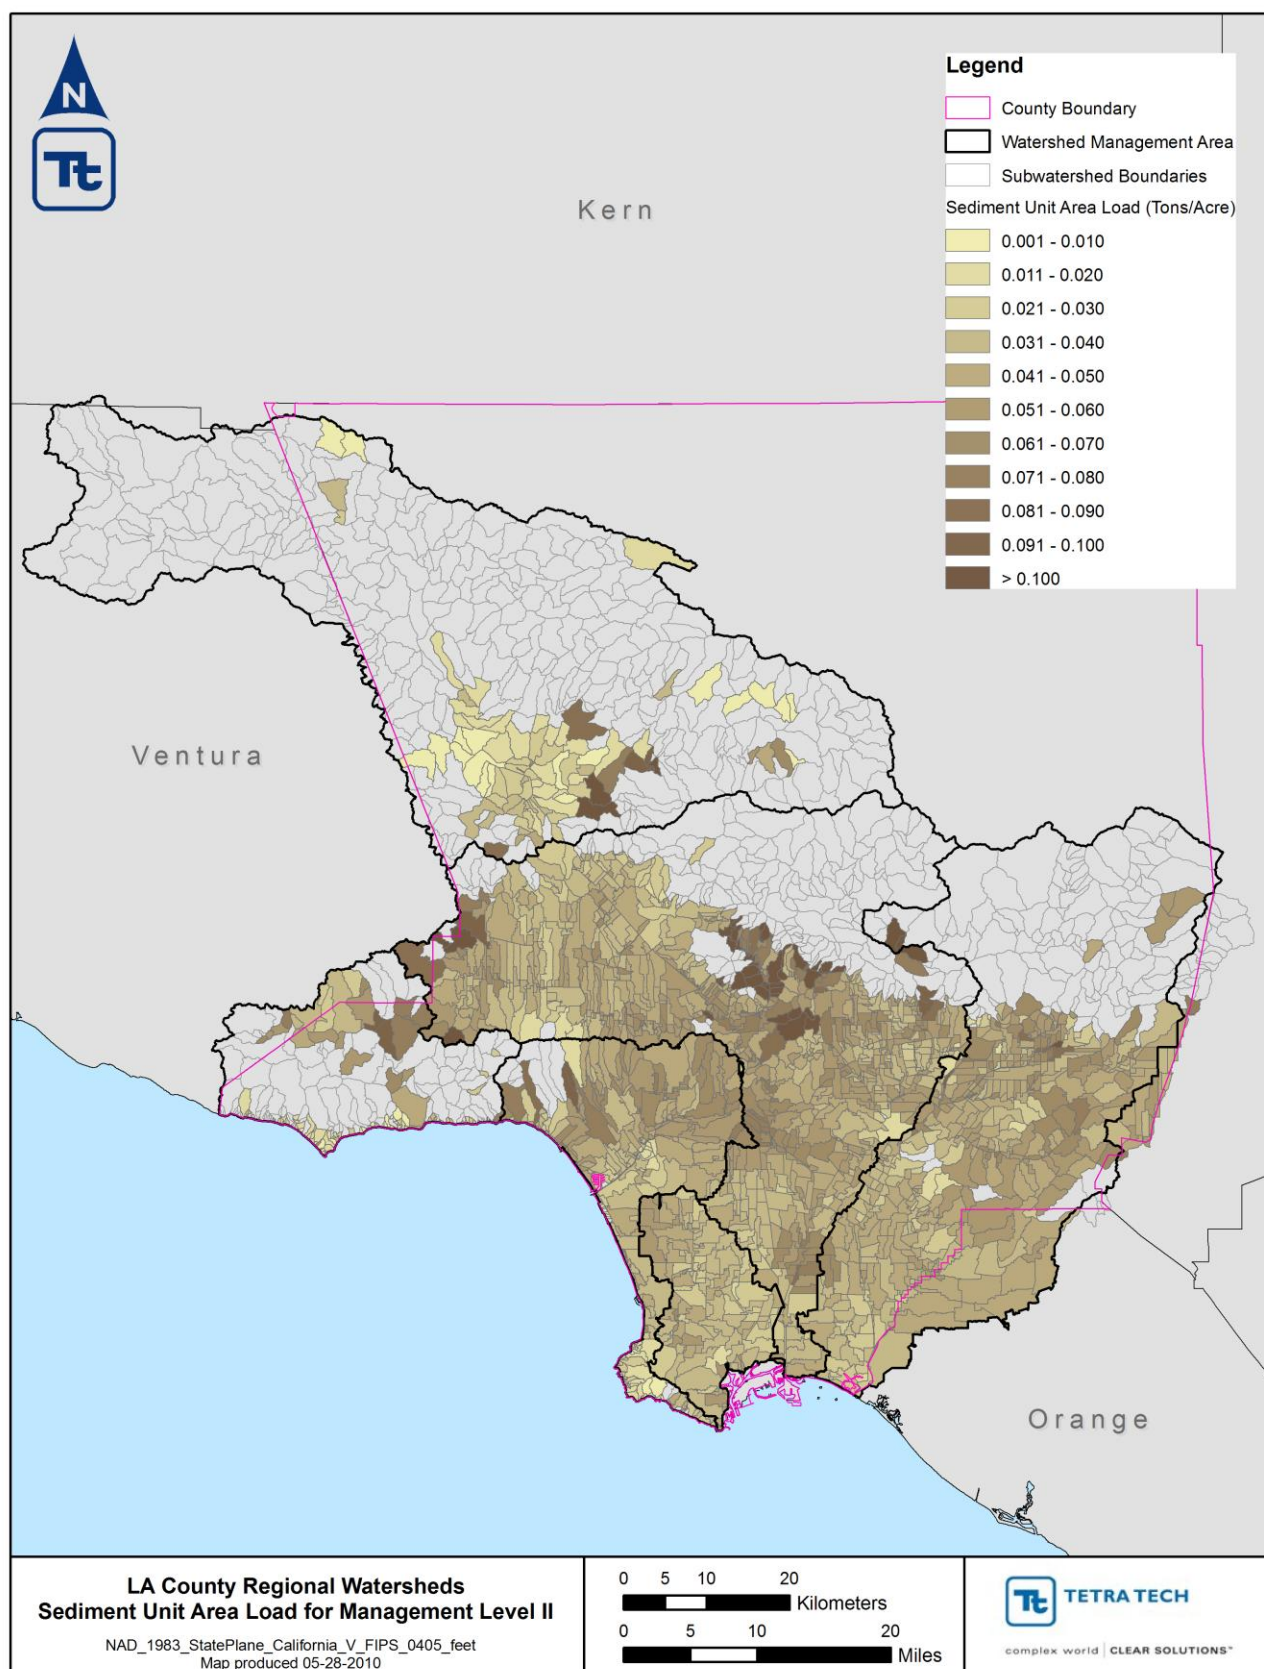 N
Tt
Legend
County Boundary
Watershed Management Area
Subwatershed Boundaries
Sediment Unit Area Load (Tons/Acre)
0.001 - 0.010
0.011 - 0.020
0.021 - 0.030
0.031 - 0.040
0.041 - 0.050
0.051 - 0.060
0.061 - 0.070
0.071 - 0.080
0.081 - 0.090
0.091 - 0.100
> 0.100
Kern
Ventura
Orange
LA County Regional Watersheds
Sediment Unit Area Load for Management Level II
NAD_1983_StatePlane_California_V_FIPS_0405_feet
Map produced 05-28-2010
0 5 10 20
Kilometers
0 5 10 20
Miles
Tt TETRA TECH
complex world | CLEAR SOLUTIONS™